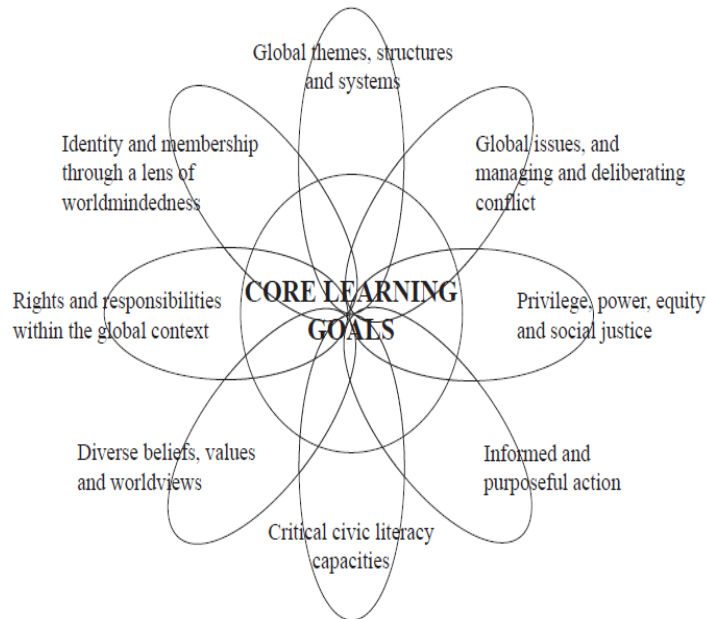 Global themes, structures
and systems
Identity and membership
through a lens of
worldmindedness
Global issues, and
managing and deliberating
conflict
CORE LEARNING
GOALS
Rights and responsibilities
within the global context
Privilege, power, equity
and social justice
Diverse beliefs, values
and worldviews
Informed and
purposeful action
Critical civic literacy
capacities